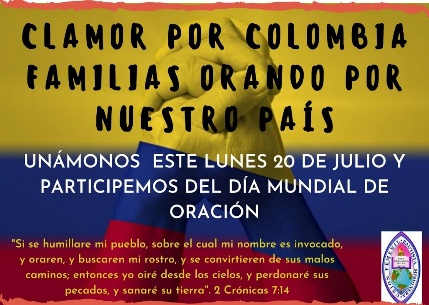 CLAMOR POR COLOMBIA
FAMILIAS ORANDO POR
NUESTRO PAÍS
UNÁMONOS ESTE LUNES 20 DE JULIO Y
PARTICIPEMOS DEL DÍA MUNDIAL DE
ORACIÓN
"Si se humillare mi pueblo, sobre el cual mi nombre es invocado,
y oraren, y buscaren mi rostro, y se convirtieren de sus malos
caminos; entonces yo oiré desde los cielos, y perdonaré sus
pecados, y sanaré su tierra". 2 Crónicas 7:14